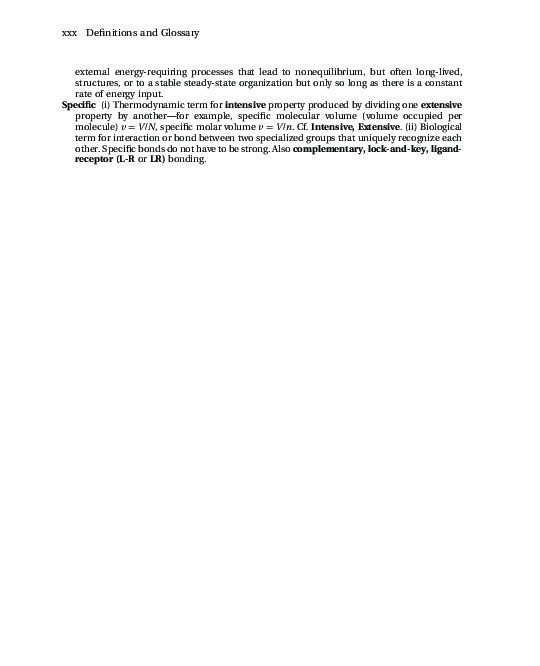 xxx Definitions and Glossary
external energy-requiring processes that lead to nonequilibrium, but often long-lived,
structures, or to a stable steady-state organization but only so long as there is a constant
rate of energy input.
Specific (i) Thermodynamic term for intensive property produced by dividing one extensive
property by another—for example, specific molecular volume (volume occupied per
molecule) v = V/N, specific molar volume v = V/n. Cf. Intensive, Extensive. (ii) Biological
term for interaction or bond between two specialized groups that uniquely recognize each
other. Specific bonds do not have to be strong. Also complementary, lock-and-key, ligand-
receptor (L-R or LR) bonding.